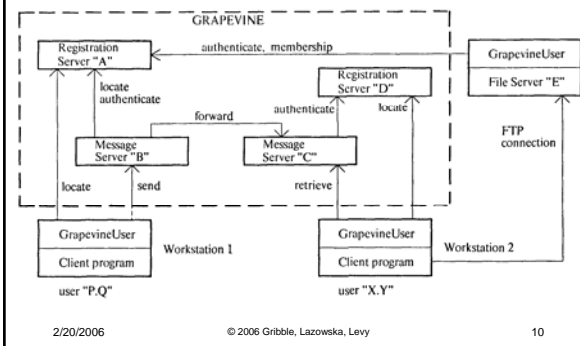 GRAPEVINE
Registration
Server "A"
authenticate, membership
GrapevineUser
File Server "E"
Registration
Server "D"
locate
authenticate
forward
authenticate
locate
FTP
connection
Message
Server "B"
Message
Server "C"
locate
send
retrieve
GrapevineUser
Client program
Workstation 1
GrapevineUser
Client program
Workstation 2
user "P.Q"
user "X.Y"
2/20/2006
© 2006 Gribble, Lazowska, Levy
10